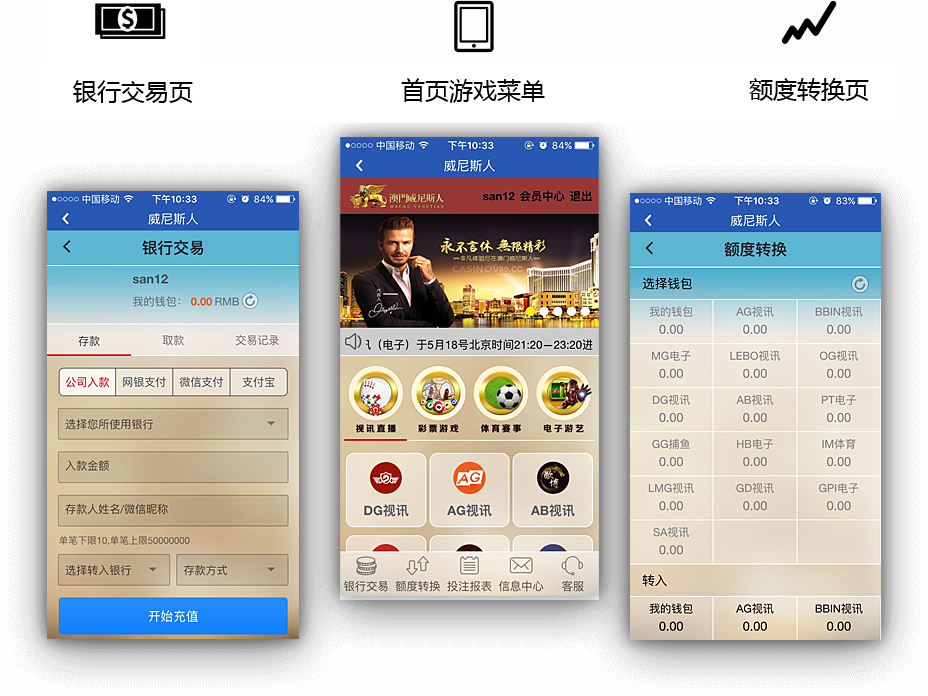 银行交易页
首页游戏菜单
额度转换页
中国移动 下午10:33 84%
威尼斯人
银行交易
san12
我的钱包: 0.00 RMB
存款 取款 交易记录
公司入款 网银支付 微信支付 支付宝
选择您所使用银行
入款金额
存款人姓名/微信昵称
单笔下限10,单笔上限50000000
选择转入银行 存款方式
开始充值
中国移动 下午10:33 84%
威尼斯人
澳門威尼斯人
MACAU VENETIAN
san12 会员中心 退出
永不言休 無限精彩
非凡体验尽在澳门威尼斯人
CASINOV99.CC
(电子)于5月18号北京时间21:20—23:20进
视讯直播 彩票游戏 体育赛事 电子游艺
DG视讯 AG视讯 AB视讯
银行交易 额度转换 投注报表 信息中心 客服
中国移动 下午10:33 83%
威尼斯人
额度转换
选择钱包
我的钱包 AG视讯 BBIN视讯
0.00 0.00 0.00
MG电子 LEBO视讯 OG视讯
0.00 0.00 0.00
DG视讯 AB视讯 PT电子
0.00 0.00 0.00
GG捕鱼 HB电子 IM体育
0.00 0.00 0.00
LMG视讯 GD视讯 GPI电子
0.00 0.00 0.00
SA视讯
0.00
转入
我的钱包 AG视讯 BBIN视讯
0.00 0.00 0.00